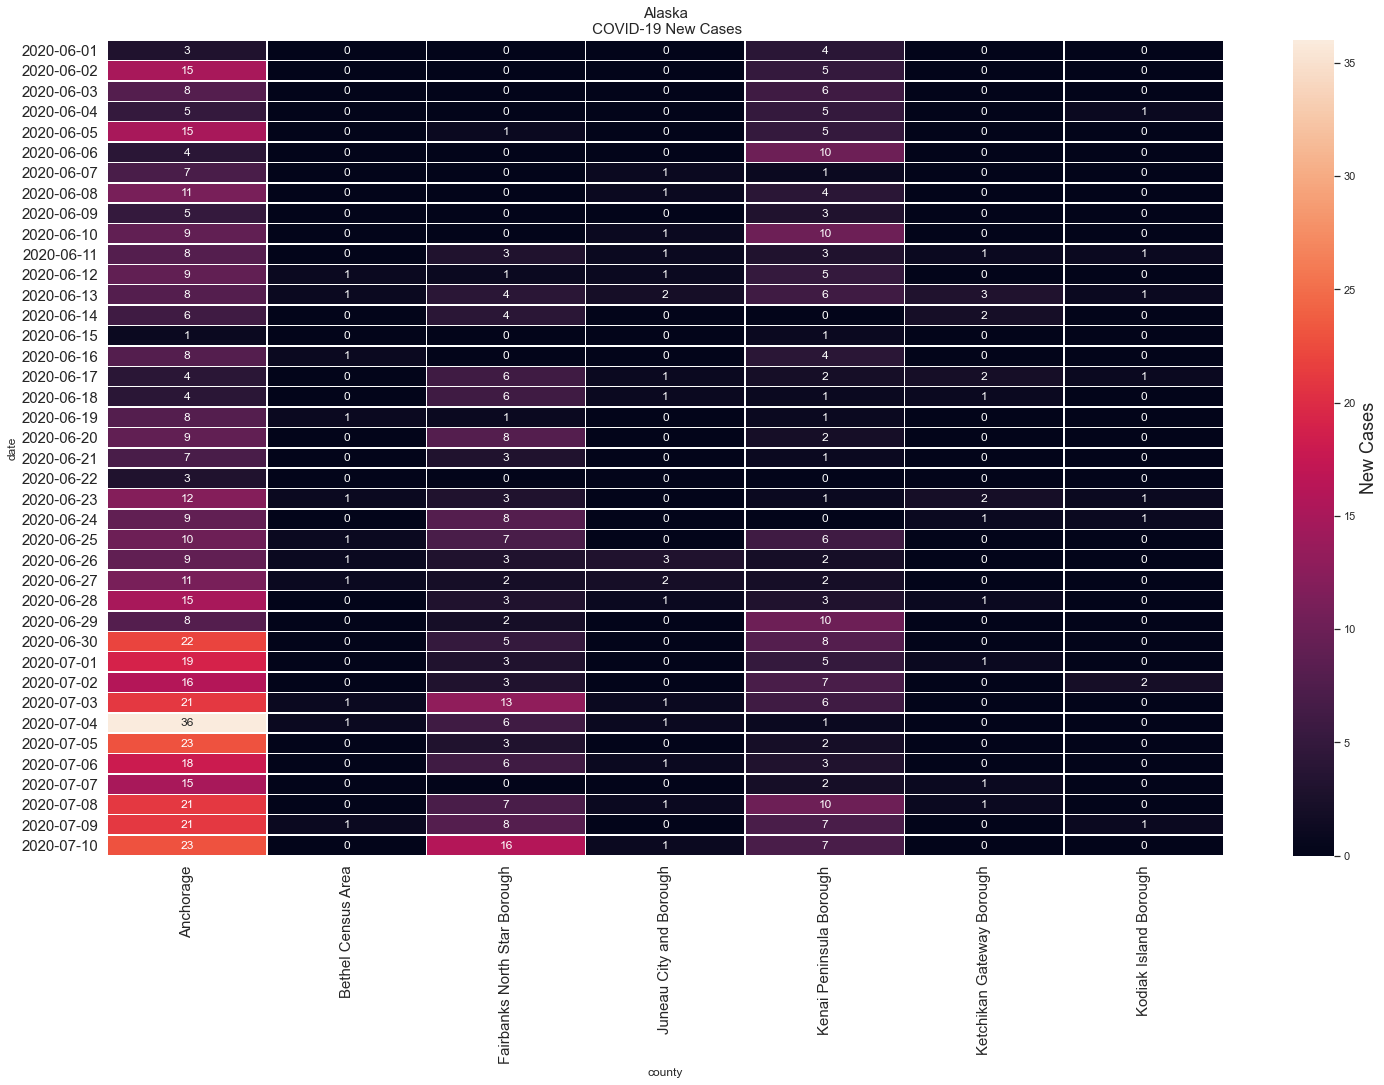 Alaska
COVID-19 New Cases
2020-06-01 3 0 0 0 4 0 0
2020-06-02 15 0 0 0 5 0 0
2020-06-03 8 0 0 0 6 0 0
2020-06-04 5 0 0 0 5 0 1
2020-06-05 15 0 1 0 5 0 0
2020-06-06 4 0 0 0 10 0 0
2020-06-07 7 0 0 1 1 0 0
2020-06-08 11 0 0 1 4 0 0
2020-06-09 5 0 0 0 3 0 0
2020-06-10 9 0 0 1 10 0 0
2020-06-11 8 0 3 1 3 1 1
2020-06-12 9 1 1 1 5 0 0
2020-06-13 8 1 4 2 6 3 1
2020-06-14 6 0 4 0 0 2 0
2020-06-15 1 0 0 0 1 0 0
2020-06-16 8 1 0 0 4 0 0
2020-06-17 4 0 6 1 2 2 1
2020-06-18 4 0 6 1 1 1 0
2020-06-19 8 1 1 0 1 0 0
2020-06-20 9 0 8 0 2 0 0
2020-06-21 7 0 3 0 1 0 0
2020-06-22 3 0 0 0 0 0 0
2020-06-23 12 1 3 0 1 2 1
2020-06-24 9 0 8 0 0 1 1
2020-06-25 10 1 7 0 6 0 0
2020-06-26 9 1 3 3 2 0 0
2020-06-27 11 1 2 2 2 0 0
2020-06-28 15 0 3 1 3 1 0
2020-06-29 8 0 2 0 10 0 0
2020-06-30 22 0 5 0 8 0 0
2020-07-01 19 0 3 0 5 1 0
2020-07-02 16 0 3 0 7 0 2
2020-07-03 21 1 13 1 6 0 0
2020-07-04 36 1 6 1 1 0 0
2020-07-05 23 0 3 0 2 0 0
2020-07-06 18 0 6 1 3 0 0
2020-07-07 15 0 0 0 2 1 0
2020-07-08 21 0 7 1 10 1 0
2020-07-09 21 1 8 0 7 0 1
2020-07-10 23 0 16 1 7 0 0
date
Anchorage
Bethel Census Area
Fairbanks North Star Borough
Juneau City and Borough
Kenai Peninsula Borough
Ketchikan Gateway Borough
Kodiak Island Borough
county
35
30
25
20
15
10
5
0
New Cases